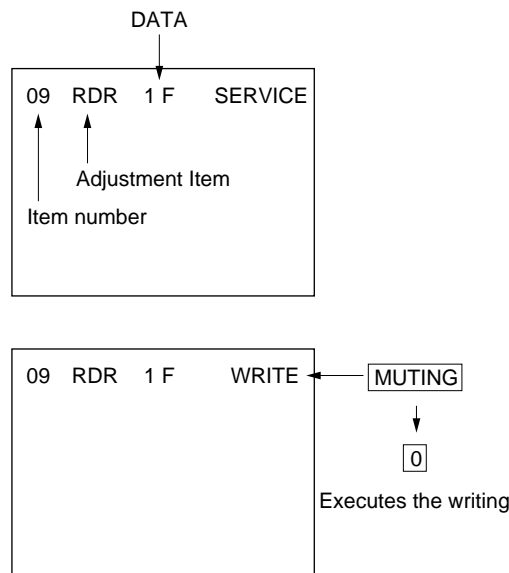 DATA
09 RDR 1 F SERVICE
Adjustment Item
Item number
09 RDR 1 F WRITE
MUTING
0
Executes the writing